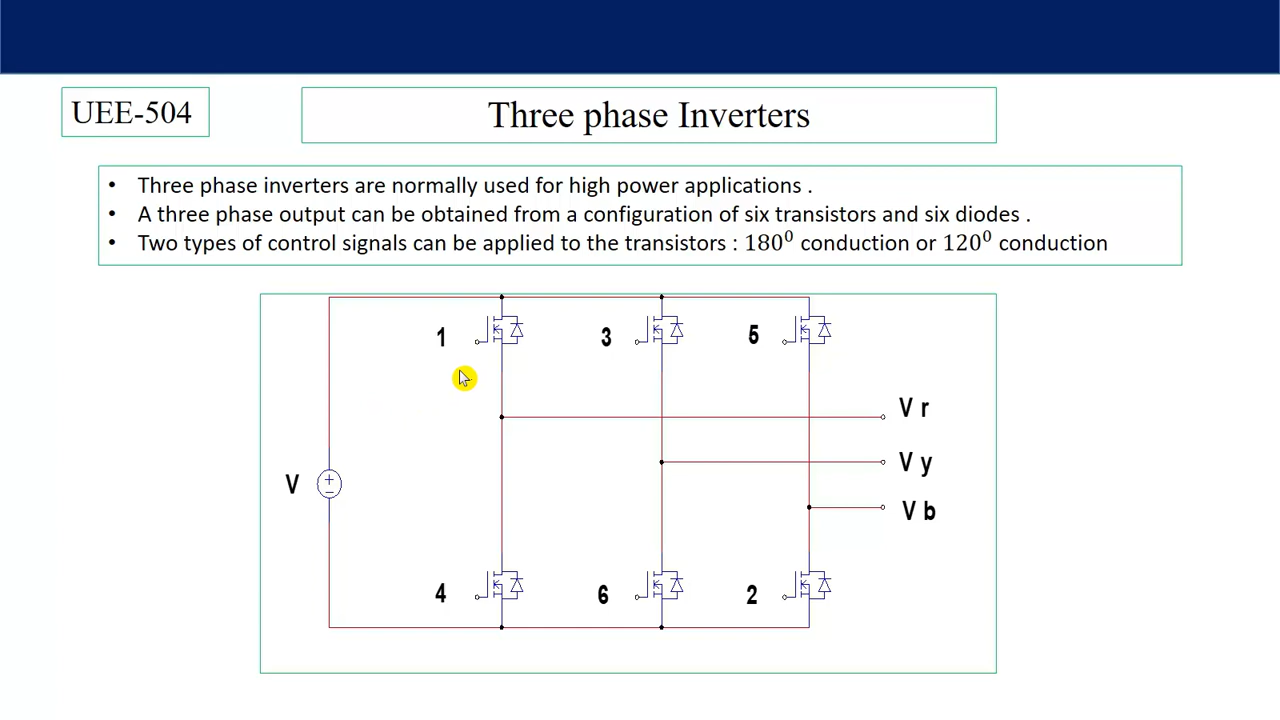 UEE-504
Three phase Inverters
• Three phase inverters are normally used for high power applications .
• A three phase output can be obtained from a configuration of six transistors and six diodes .
• Two types of control signals can be applied to the transistors : 180⁰ conduction or 120⁰ conduction
1 3 5
V r
V y
V
V b
4 6 2